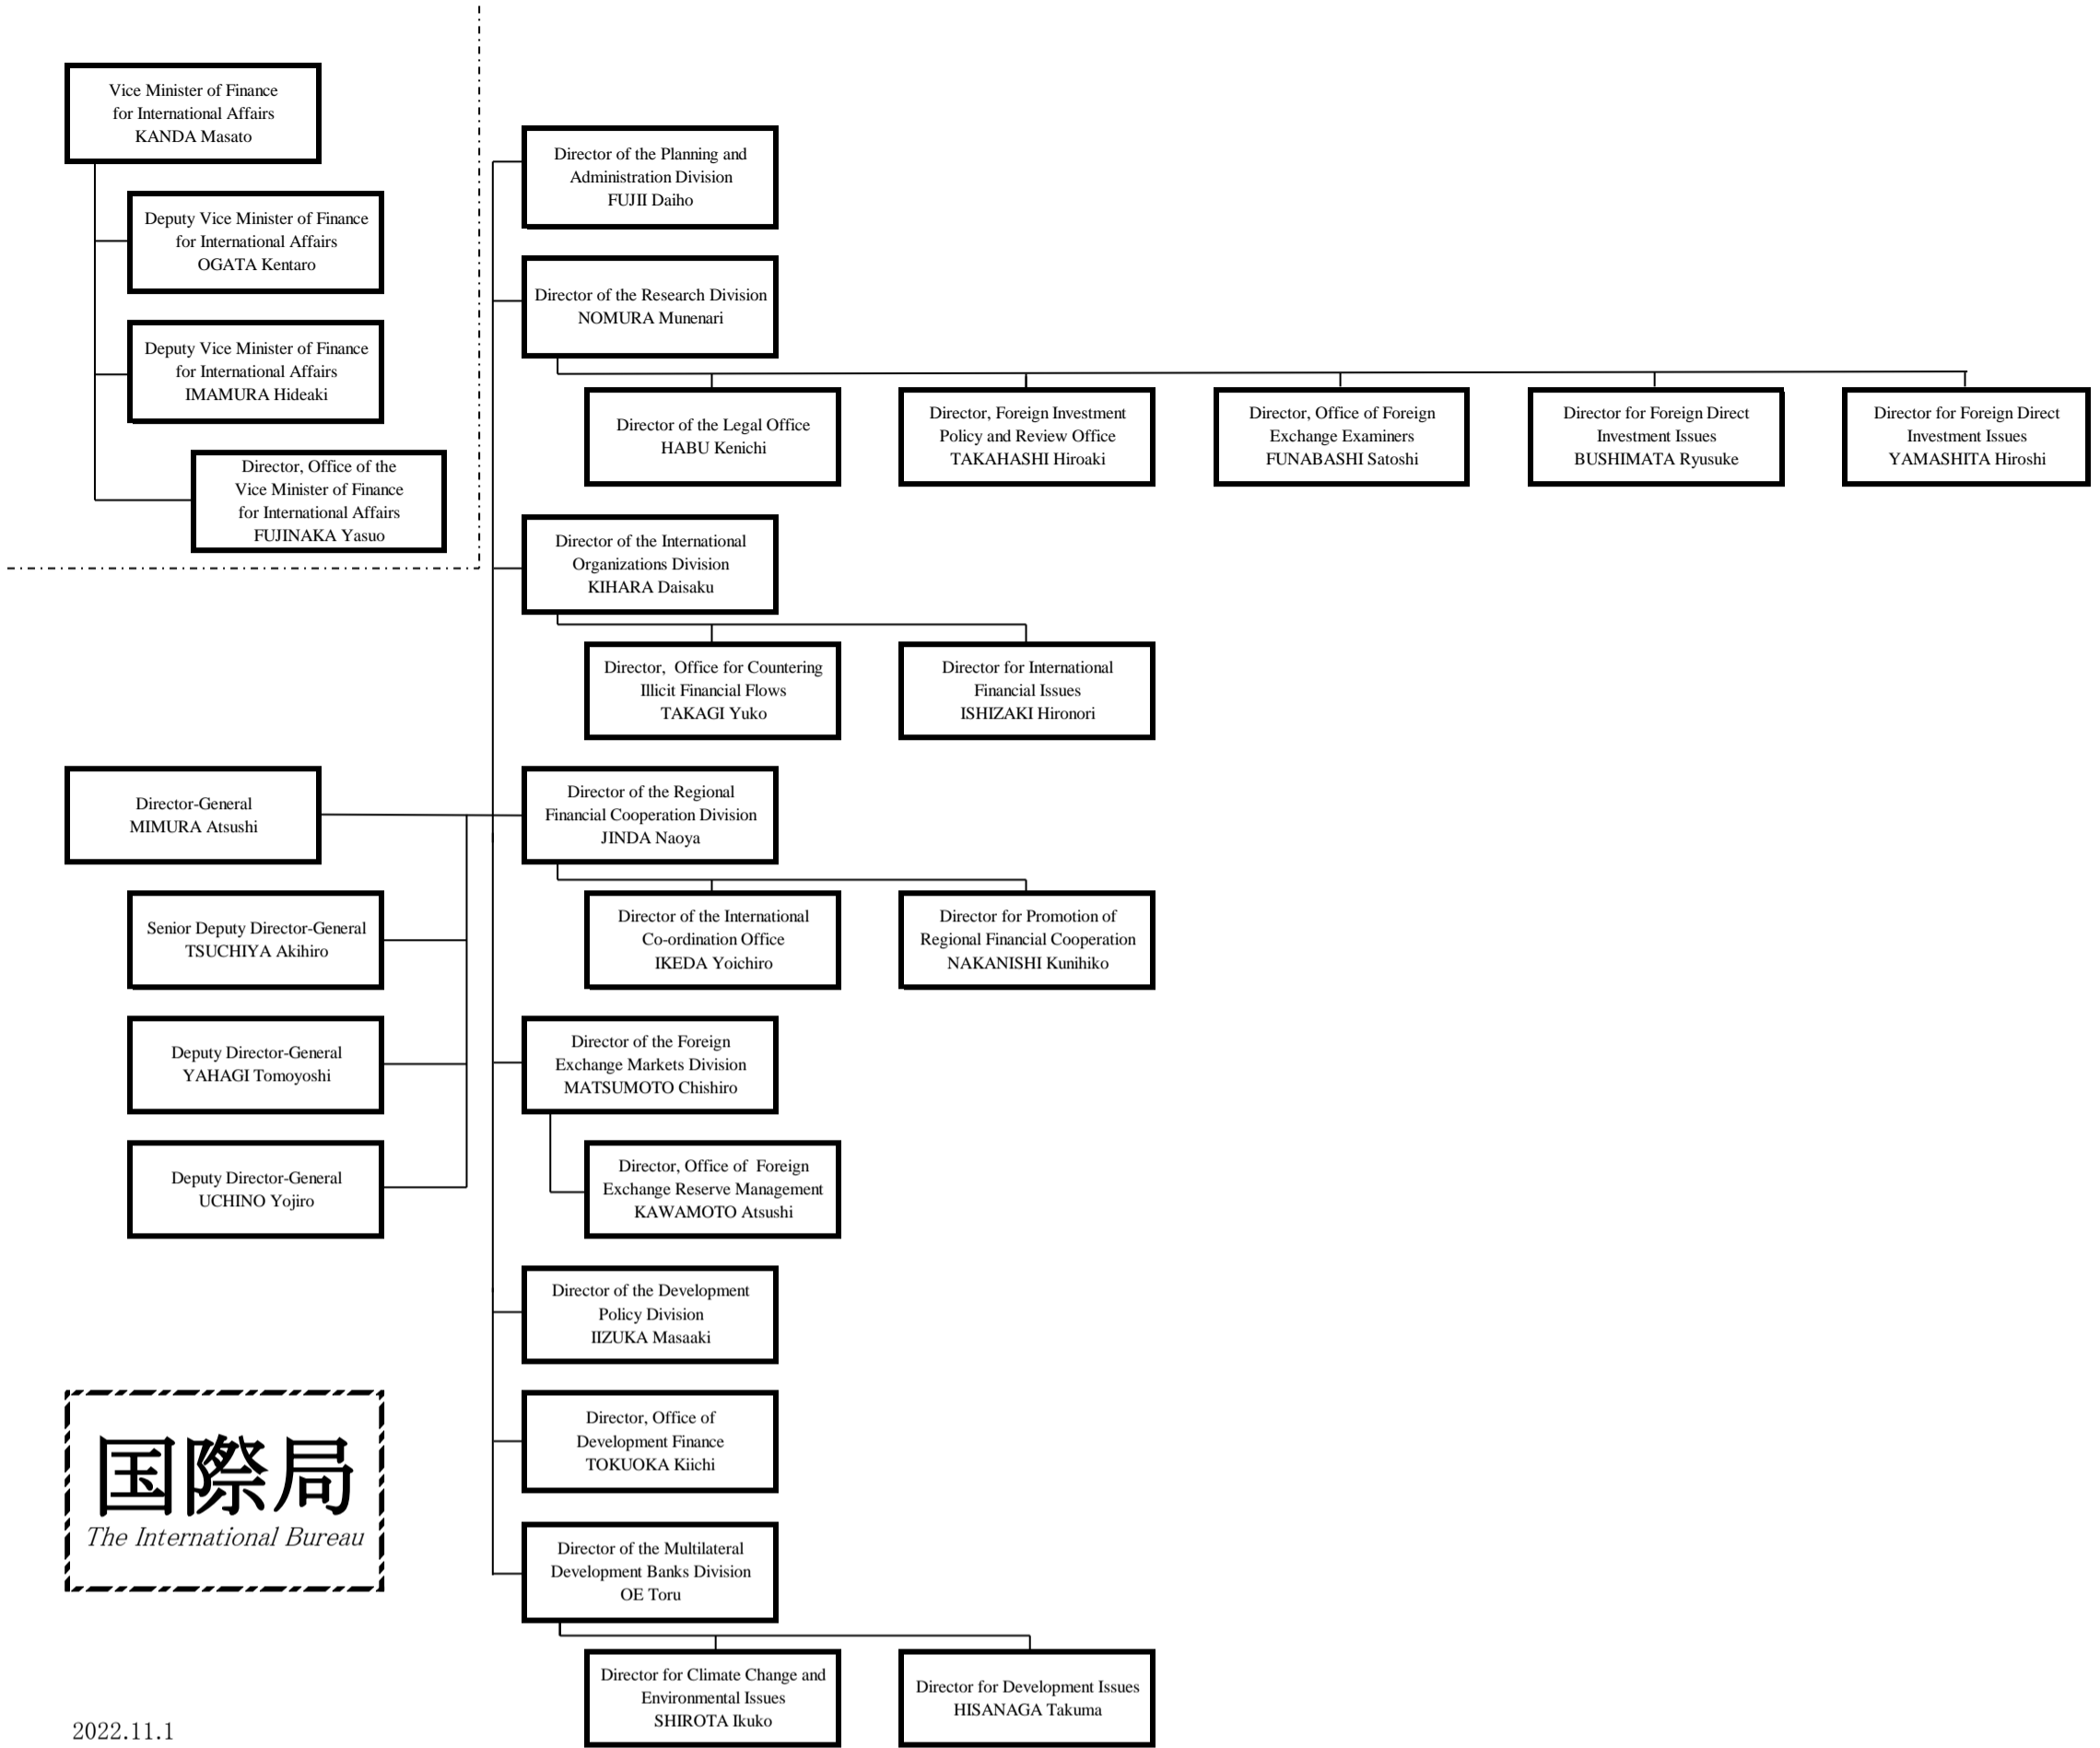 Vice Minister of Finance
for International Affairs
KANDA Masato
Deputy Vice Minister of Finance
for International Affairs
OGATA Kentaro
Deputy Vice Minister of Finance
for International Affairs
IMAMURA Hideaki
Director, Office of the
Vice Minister of Finance
for International Affairs
FUJINAKA Yasuo
Director of the Planning and
Administration Division
FUJII Daiho
Director of the Research Division
NOMURA Munenari
Director of the Legal Office
HABU Kenichi
Director, Foreign Investment
Policy and Review Office
TAKAHASHI Hiroaki
Director, Office of Foreign
Exchange Examiners
FUNABASHI Satoshi
Director for Foreign Direct
Investment Issues
BUSHIMATA Ryusuke
Director for Foreign Direct
Investment Issues
YAMASHITA Hiroshi
Director of the International
Organizations Division
KIHARA Daisaku
Director, Office for Countering
Illicit Financial Flows
TAKAGI Yuko
Director for International
Financial Issues
ISHIZAKI Hironori
Director-General
MIMURA Atsushi
Senior Deputy Director-General
TSUCHIYA Akihiro
Deputy Director-General
YAHAGI Tomoyoshi
Deputy Director-General
UCHINO Yojiro
Director of the Regional
Financial Cooperation Division
JINDA Naoya
Director of the International
Co-ordination Office
IKEDA Yoichiro
Director for Promotion of
Regional Financial Cooperation
NAKANISHI Kunihiko
Director of the Foreign
Exchange Markets Division
MATSUMOTO Chishiro
Director, Office of Foreign
Exchange Reserve Management
KAWAMOTO Atsushi
Director of the Development
Policy Division
IIZUKA Masaaki
Director, Office of
Development Finance
TOKUOKA Kiichi
Director of the Multilateral
Development Banks Division
OE Toru
Director for Climate Change and
Environmental Issues
SHIROTA Ikuko
Director for Development Issues
HISANAGA Takuma
国際局
The International Bureau
2022.11.1